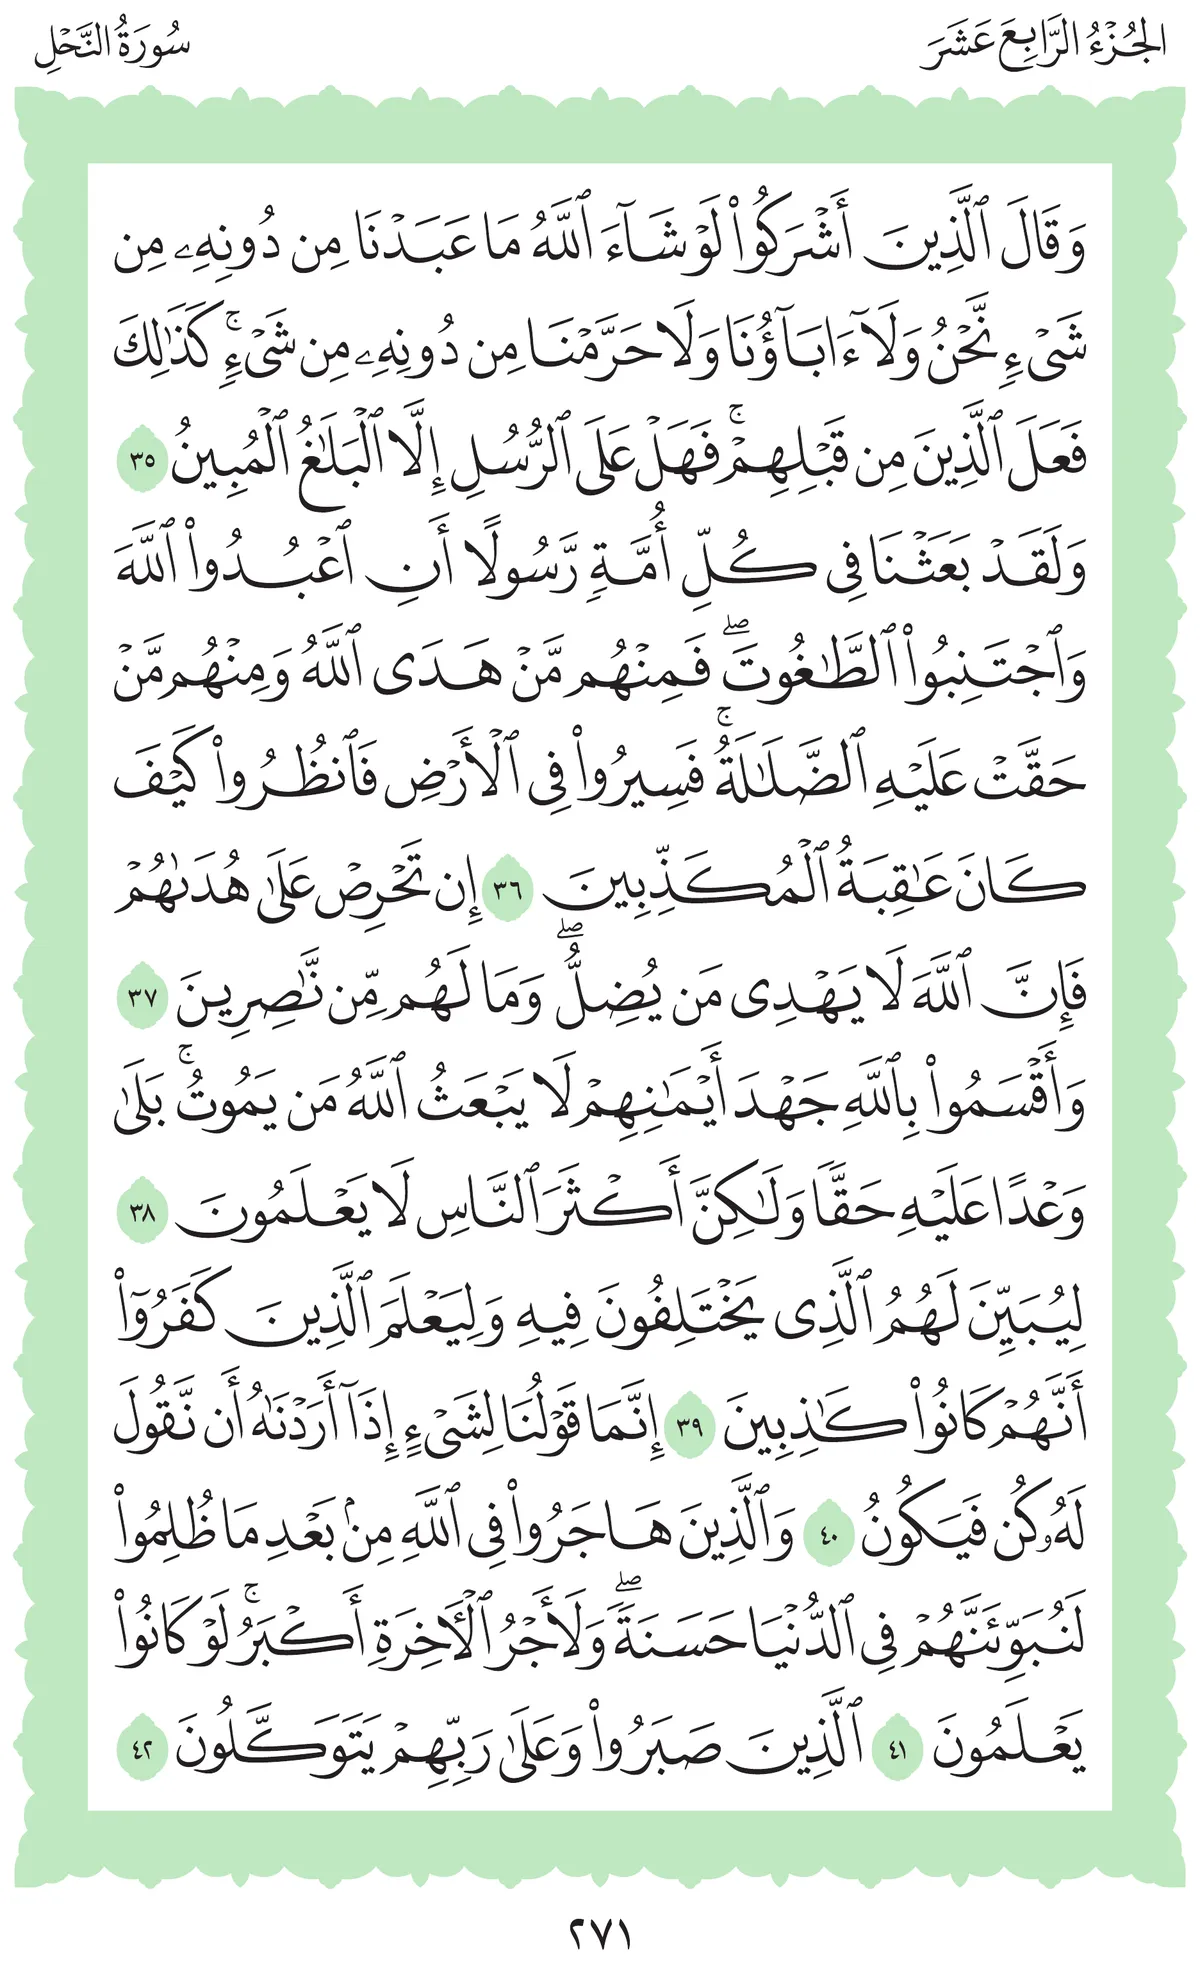 الجُزْءُ الرَّابِعَ عَشَرَ
سُورَةُ النَّحْلِ
وَقَالَ ٱلَّذِينَ أَشْرَكُوا۟ لَوْ شَآءَ ٱللَّهُ مَا عَبَدْنَا مِن دُونِهِۦ مِن
شَىْءٍ نَّحْنُ وَلَآ ءَابَآؤُنَا وَلَا حَرَّمْنَا مِن دُونِهِۦ مِن شَىْءٍ ۚ كَذَٰلِكَ
فَعَلَ ٱلَّذِينَ مِن قَبْلِهِمْ ۚ فَهَلْ عَلَى ٱلرُّسُلِ إِلَّا ٱلْبَلَٰغُ ٱلْمُبِينُ ٣٥
وَلَقَدْ بَعَثْنَا فِى كُلِّ أُمَّةٍ رَّسُولًا أَنِ ٱعْبُدُوا۟ ٱللَّهَ
وَٱجْتَنِبُوا۟ ٱلطَّٰغُوتَ ۖ فَمِنْهُم مَّنْ هَدَى ٱللَّهُ وَمِنْهُم مَّنْ
حَقَّتْ عَلَيْهِ ٱلضَّلَٰلَةُ ۚ فَسِيرُوا۟ فِى ٱلْأَرْضِ فَٱنظُرُوا۟ كَيْفَ
كَانَ عَٰقِبَةُ ٱلْمُكَذِّبِينَ ٣٦ إِن تَحْرِصْ عَلَىٰ هُدَىٰهُمْ
فَإِنَّ ٱللَّهَ لَا يَهْدِى مَن يُضِلُّ ۖ وَمَا لَهُم مِّن نَّٰصِرِينَ ٣٧
وَأَقْسَمُوا۟ بِٱللَّهِ جَهْدَ أَيْمَٰنِهِمْ لَا يَبْعَثُ ٱللَّهُ مَن يَمُوتُ ۚ بَلَىٰ
وَعْدًا عَلَيْهِ حَقًّا وَلَٰكِنَّ أَكْثَرَ ٱلنَّاسِ لَا يَعْلَمُونَ ٣٨
لِيُبَيِّنَ لَهُمُ ٱلَّذِى يَخْتَلِفُونَ فِيهِ وَلِيَعْلَمَ ٱلَّذِينَ كَفَرُوٓا۟
أَنَّهُمْ كَانُوا۟ كَٰذِبِينَ ٣٩ إِنَّمَا قَوْلُنَا لِشَىْءٍ إِذَآ أَرَدْنَٰهُ أَن نَّقُولَ
لَهُۥ كُن فَيَكُونُ ٤٠ وَٱلَّذِينَ هَاجَرُوا۟ فِى ٱللَّهِ مِنۢ بَعْدِ مَا ظُلِمُوا۟
لَنُبَوِّئَنَّهُمْ فِى ٱلدُّنْيَا حَسَنَةً ۖ وَلَأَجْرُ ٱلْءَاخِرَةِ أَكْبَرُ ۚ لَوْ كَانُوا۟
يَعْلَمُونَ ٤١ ٱلَّذِينَ صَبَرُوا۟ وَعَلَىٰ رَبِّهِمْ يَتَوَكَّلُونَ ٤٢
٢٧١